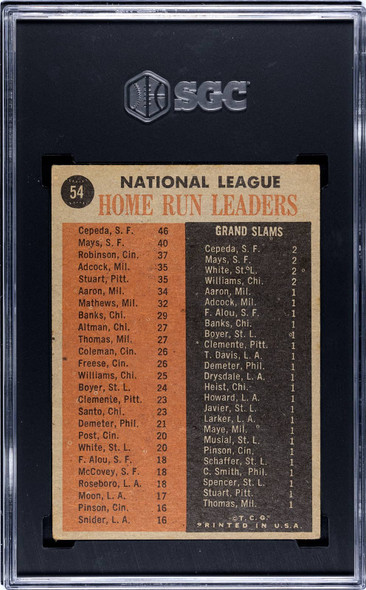 SGC
54
NATIONAL LEAGUE
HOME RUN LEADERS
Cepeda, S. F. 46
Mays, S. F. 40
Robinson, Cin. 37
Adcock, Mil. 35
Stuart, Pitt. 35
Aaron, Mil. 34
Mathews, Mil. 32
Banks, Chi. 29
Altman, Chi. 27
Thomas, Mil. 27
Coleman, Cin. 26
Freese, Cin. 26
Williams, Chi. 25
Boyer, St. L. 24
Clemente, Pitt. 23
Santo, Chi. 23
Demeter, Phil. 21
Post, Cin. 20
White, St. L. 20
F. Alou, S. F. 18
McCovey, S. F. 18
Roseboro, L. A. 18
Moon, L. A. 17
Pinson, Cin. 16
Snider, L. A. 16
GRAND SLAMS
Cepeda, S. F. 2
Mays, S. F. 2
White, St. L. 2
Williams, Chi. 2
Aaron, Mil. 1
Adcock, Mil. 1
F. Alou, S. F. 1
Banks, Chi. 1
Boyer, St. L. 1
Clemente, Pitt. 1
T. Davis, L. A. 1
Demeter, Phil. 1
Drysdale, L. A. 1
Heist, Chi. 1
Howard, L. A. 1
Javier, St. L. 1
Larker, L. A. 1
Maye, Mil. 1
Musial, St. L. 1
Pinson, Cin. 1
Schaffer, St. L. 1
C. Smith, Phil. 1
Spencer, St. L. 1
Stuart, Pitt. 1
Thomas, Mil. 1
©T. C. G.
PRINTED IN U.S.A.